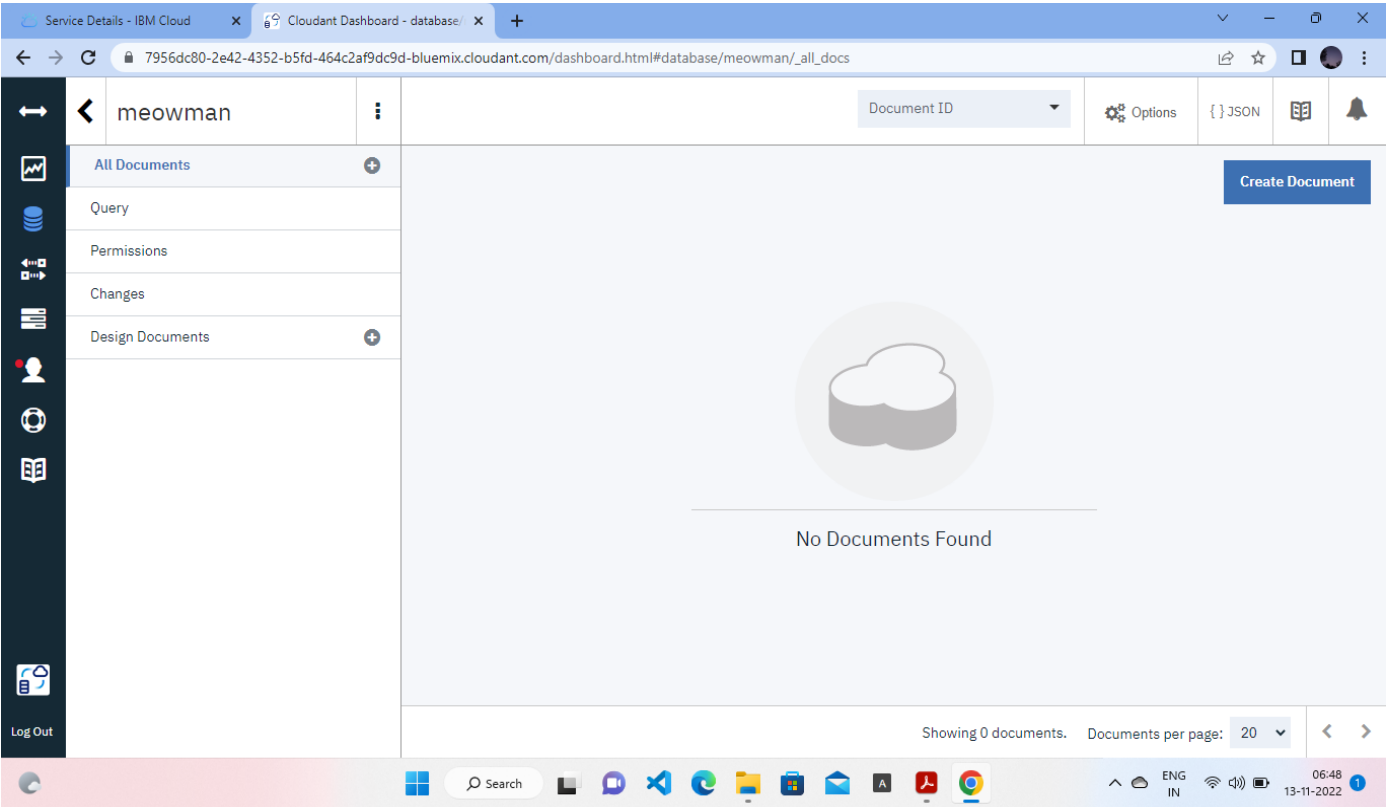 Service Details - IBM Cloud
Cloudant Dashboard - database/
7956dc80-2e42-4352-b5fd-464c2af9dc9d-bluemix.cloudant.com/dashboard.html#database/meowman/_all_docs
meowman
Document ID
Options
{ } JSON
All Documents
Create Document
Query
Permissions
Changes
Design Documents
No Documents Found
Log Out
Showing 0 documents.
Documents per page: 20
Search
A
ENG
IN
06:48
13-11-2022
1